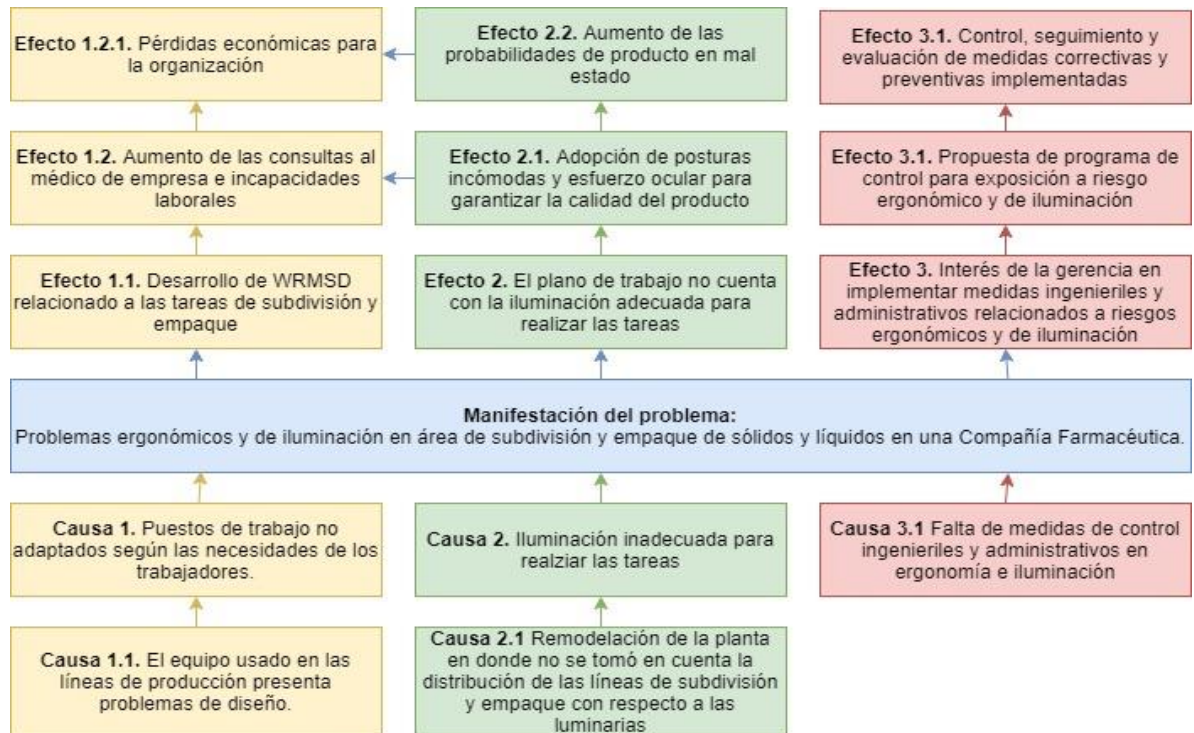 Efecto 1.2.1. Pérdidas económicas para
la organización
Efecto 2.2. Aumento de las
probabilidades de producto en mal
estado
Efecto 3.1. Control, seguimiento y
evaluación de medidas correctivas y
preventivas implementadas
Efecto 1.2. Aumento de las consultas al
médico de empresa e incapacidades
laborales
Efecto 2.1. Adopción de posturas
incómodas y esfuerzo ocular para
garantizar la calidad del producto
Efecto 3.1. Propuesta de programa de
control para exposición a riesgo
ergonómico y de iluminación
Efecto 1.1. Desarrollo de WRMSD
relacionado a las tareas de subdivisión y
empaque
Efecto 2. El plano de trabajo no cuenta
con la iluminación adecuada para
realizar las tareas
Efecto 3. Interés de la gerencia en
implementar medidas ingenieriles y
administrativos relacionados a riesgos
ergonómicos y de iluminación
Manifestación del problema:
Problemas ergonómicos y de iluminación en área de subdivisión y empaque de sólidos y líquidos en una Compañía Farmacéutica.
Causa 1. Puestos de trabajo no
adaptados según las necesidades de los
trabajadores.
Causa 2. Iluminación inadecuada para
realziar las tareas
Causa 3.1 Falta de medidas de control
ingenieriles y administrativos en
ergonomía e iluminación
Causa 1.1. El equipo usado en las
líneas de producción presenta
problemas de diseño.
Causa 2.1 Remodelación de la planta
en donde no se tomó en cuenta la
distribución de las líneas de subdivisión
y empaque con respecto a las
luminarias